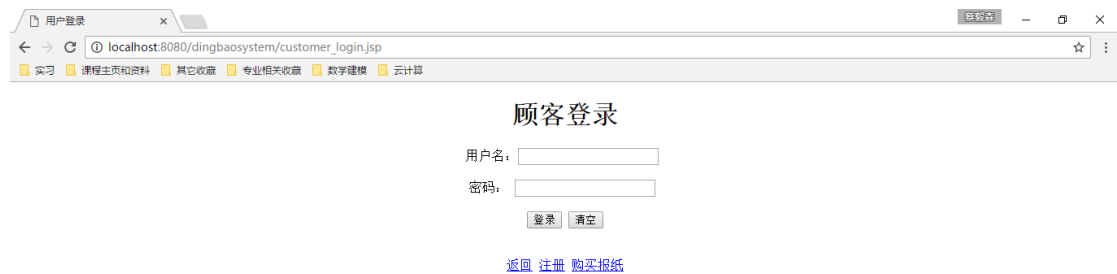 用户登录
localhost:8080/dingbaosystem/customer_login.jsp
实习 课程主页和资料 其它收藏 专业相关收藏 数学建模 云计算
顾客登录
用户名:
密码:
登录 清空
返回 注册 购买报纸